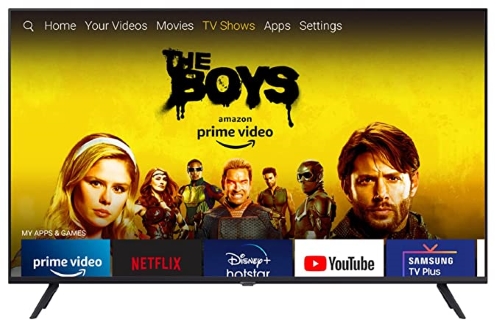 Home Your Videos Movies TV Shows Apps Settings
THE
BOYS
amazon
prime video
MY APPS & GAMES
prime video
NETFLIX
Disney+
hotstar
YouTube
SAMSUNG
TV Plus